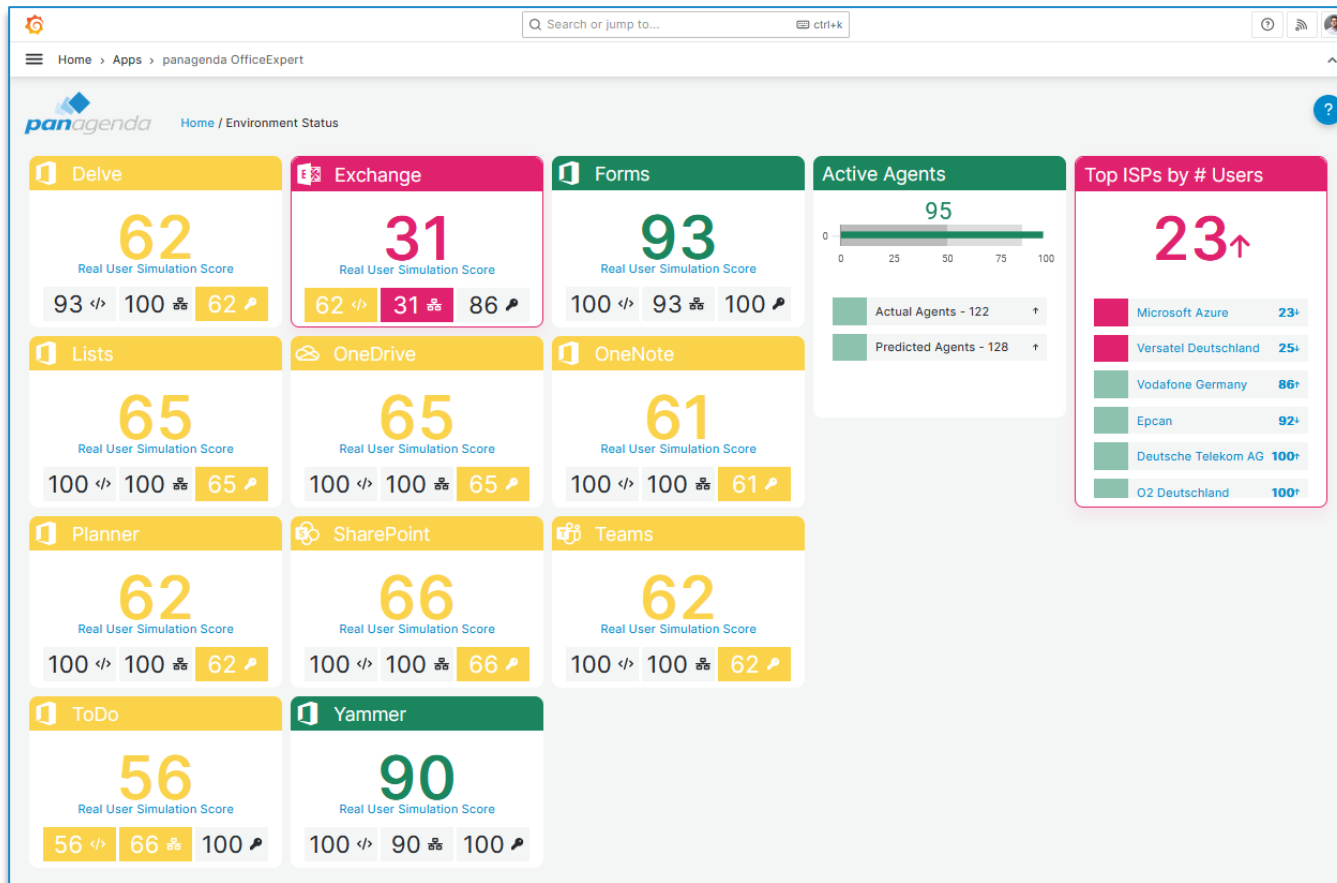 Search or jump to... ctrl+k
Home › Apps › panagenda OfficeExpert
panagenda Home / Environment Status
Delve
62
Real User Simulation Score
93 100 62
Exchange
31
Real User Simulation Score
62 31 86
Forms
93
Real User Simulation Score
100 93 100
Active Agents
95
0
0 25 50 75 100
Actual Agents - 122 ↑
Predicted Agents - 128 ↑
Top ISPs by # Users
23↑
Microsoft Azure 23↓
Versatel Deutschland 25↓
Vodafone Germany 86↑
Epcan 92↓
Deutsche Telekom AG 100↑
O2 Deutschland 100↑
Lists
65
Real User Simulation Score
100 100 65
OneDrive
65
Real User Simulation Score
100 100 65
OneNote
61
Real User Simulation Score
100 100 61
Planner
62
Real User Simulation Score
100 100 62
SharePoint
66
Real User Simulation Score
100 100 66
Teams
62
Real User Simulation Score
100 100 62
ToDo
56
Real User Simulation Score
56 66 100
Yammer
90
Real User Simulation Score
100 90 100